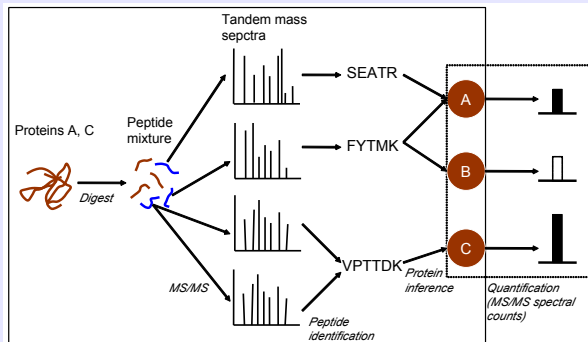 Tandem mass
sepctra
SEATR
A
Proteins A, C
Peptide
mixture
FYTMK
Digest
B
C
VPTTDK
MS/MS
Protein
inference
Quantification
(MS/MS spectral
counts)
Peptide
identification